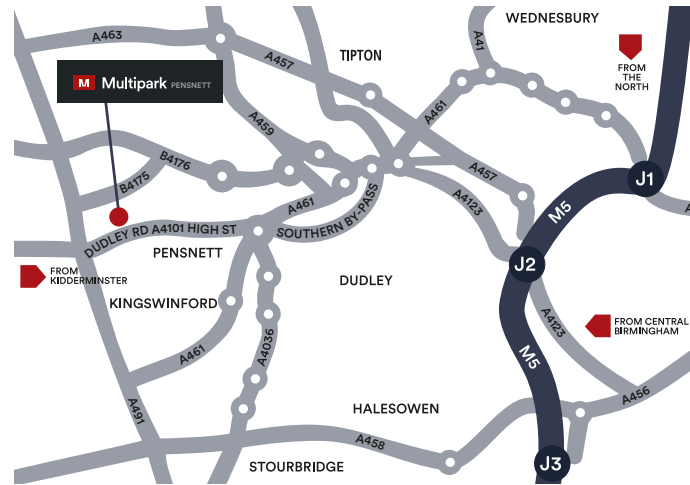 WEDNESBURY
A463
A41
TIPTON
A457
FROM
THE
NORTH
M Multipark PENSNETT
A461
A459
B4176
A457
J1
B4175
A461
A4123
M5
A
SOUTHERN BY-PASS
DUDLEY RD A4101 HIGH ST
PENSNETT
J2
FROM
KIDDERMINSTER
DUDLEY
KINGSWINFORD
A4123
FROM CENTRAL
BIRMINGHAM
M5
A461
A4036
A456
A491
HALESOWEN
A458
STOURBRIDGE
J3